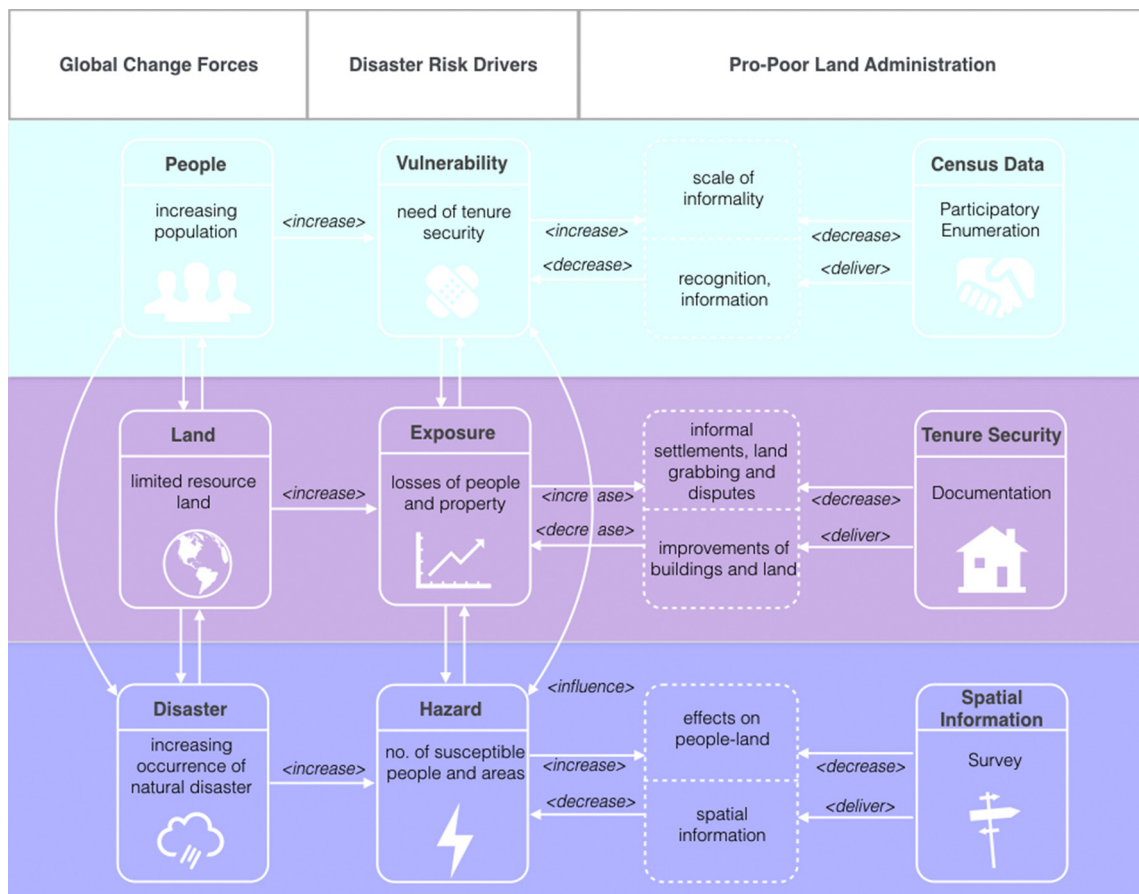 Global Change Forces
Disaster Risk Drivers
Pro-Poor Land Administration
People
increasing
population
<increase>
Vulnerability
need of tenure
security
<increase>
<decrease>
scale of
informality
recognition,
information
<decrease>
<deliver>
Census Data
Participatory
Enumeration
Land
limited resource
land
<increase>
Exposure
losses of people
and property
<incre ase>
<decre ase>
informal
settlements, land
grabbing and
disputes
improvements of
buildings and land
<decrease>
<deliver>
Tenure Security
Documentation
Disaster
increasing
occurrence of
natural disaster
<increase>
Hazard
no. of susceptible
people and areas
<influence>
<increase>
<decrease>
effects on
people-land
spatial
information
<decrease>
<deliver>
Spatial
Information
Survey